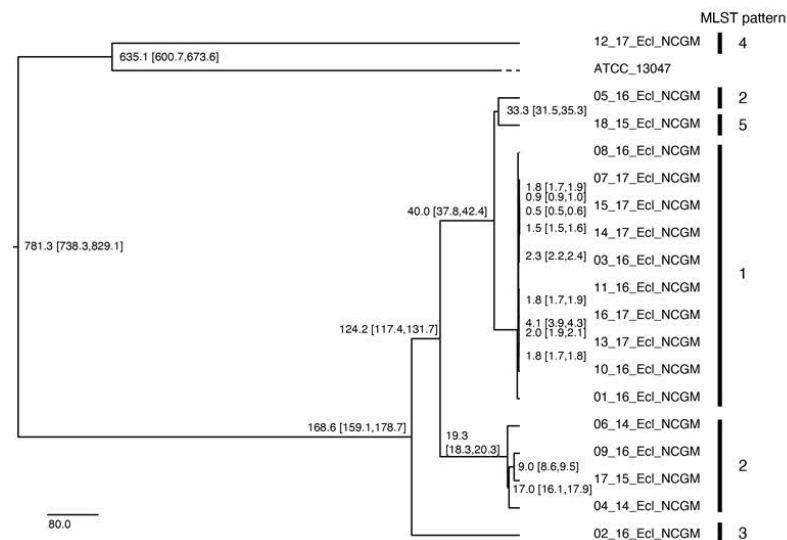 MLST pattern
12_17_Ecl_NCGM 4
635.1 [600.7,673.6]
ATCC_13047
05_16_Ecl_NCGM 2
33.3 [31.5,35.3]
18_15_Ecl_NCGM 5
08_16_Ecl_NCGM
07_17_Ecl_NCGM
1.8 [1.7,1.9]
0.9 [0.9,1.0]
15_17_Ecl_NCGM
40.0 [37.8,42.4]
0.5 [0.5,0.6]
1.5 [1.5,1.6]
14_17_Ecl_NCGM
781.3 [738.3,829.1]
2.3 [2.2,2.4]
03_16_Ecl_NCGM
1
11_16_Ecl_NCGM
1.8 [1.7,1.9]
16_17_Ecl_NCGM
124.2 [117.4,131.7]
4.1 [3.9,4.3]
2.0 [1.9,2.1]
13_17_Ecl_NCGM
1.8 [1.7,1.8]
10_16_Ecl_NCGM
01_16_Ecl_NCGM
168.6 [159.1,178.7]
06_14_Ecl_NCGM
19.3
[18.3,20.3]
09_16_Ecl_NCGM
2
9.0 [8.6,9.5]
17_15_Ecl_NCGM
17.0 [16.1,17.9]
04_14_Ecl_NCGM
80.0
02_16_Ecl_NCGM 3